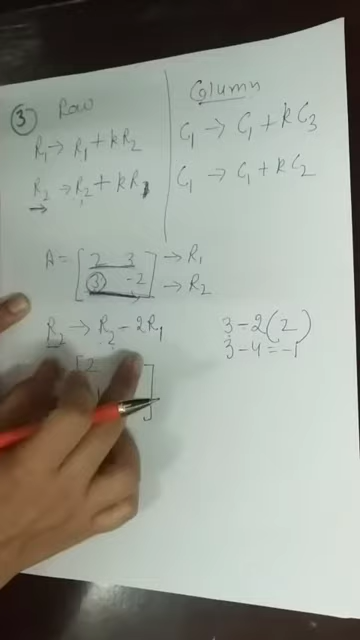 ③ Row
R₁ → R₁ + kR₂
R₂ → R₂ + kR₁
Column
C₁ → C₁ + kC₃
C₁ → C₁ + kC₂
A = [ 2 3 ] → R₁
[ 3 -2 ] → R₂
R₂ → R₂ - 2R₁
[ 2
]
3 - 2(2)
3 - 4 = -1